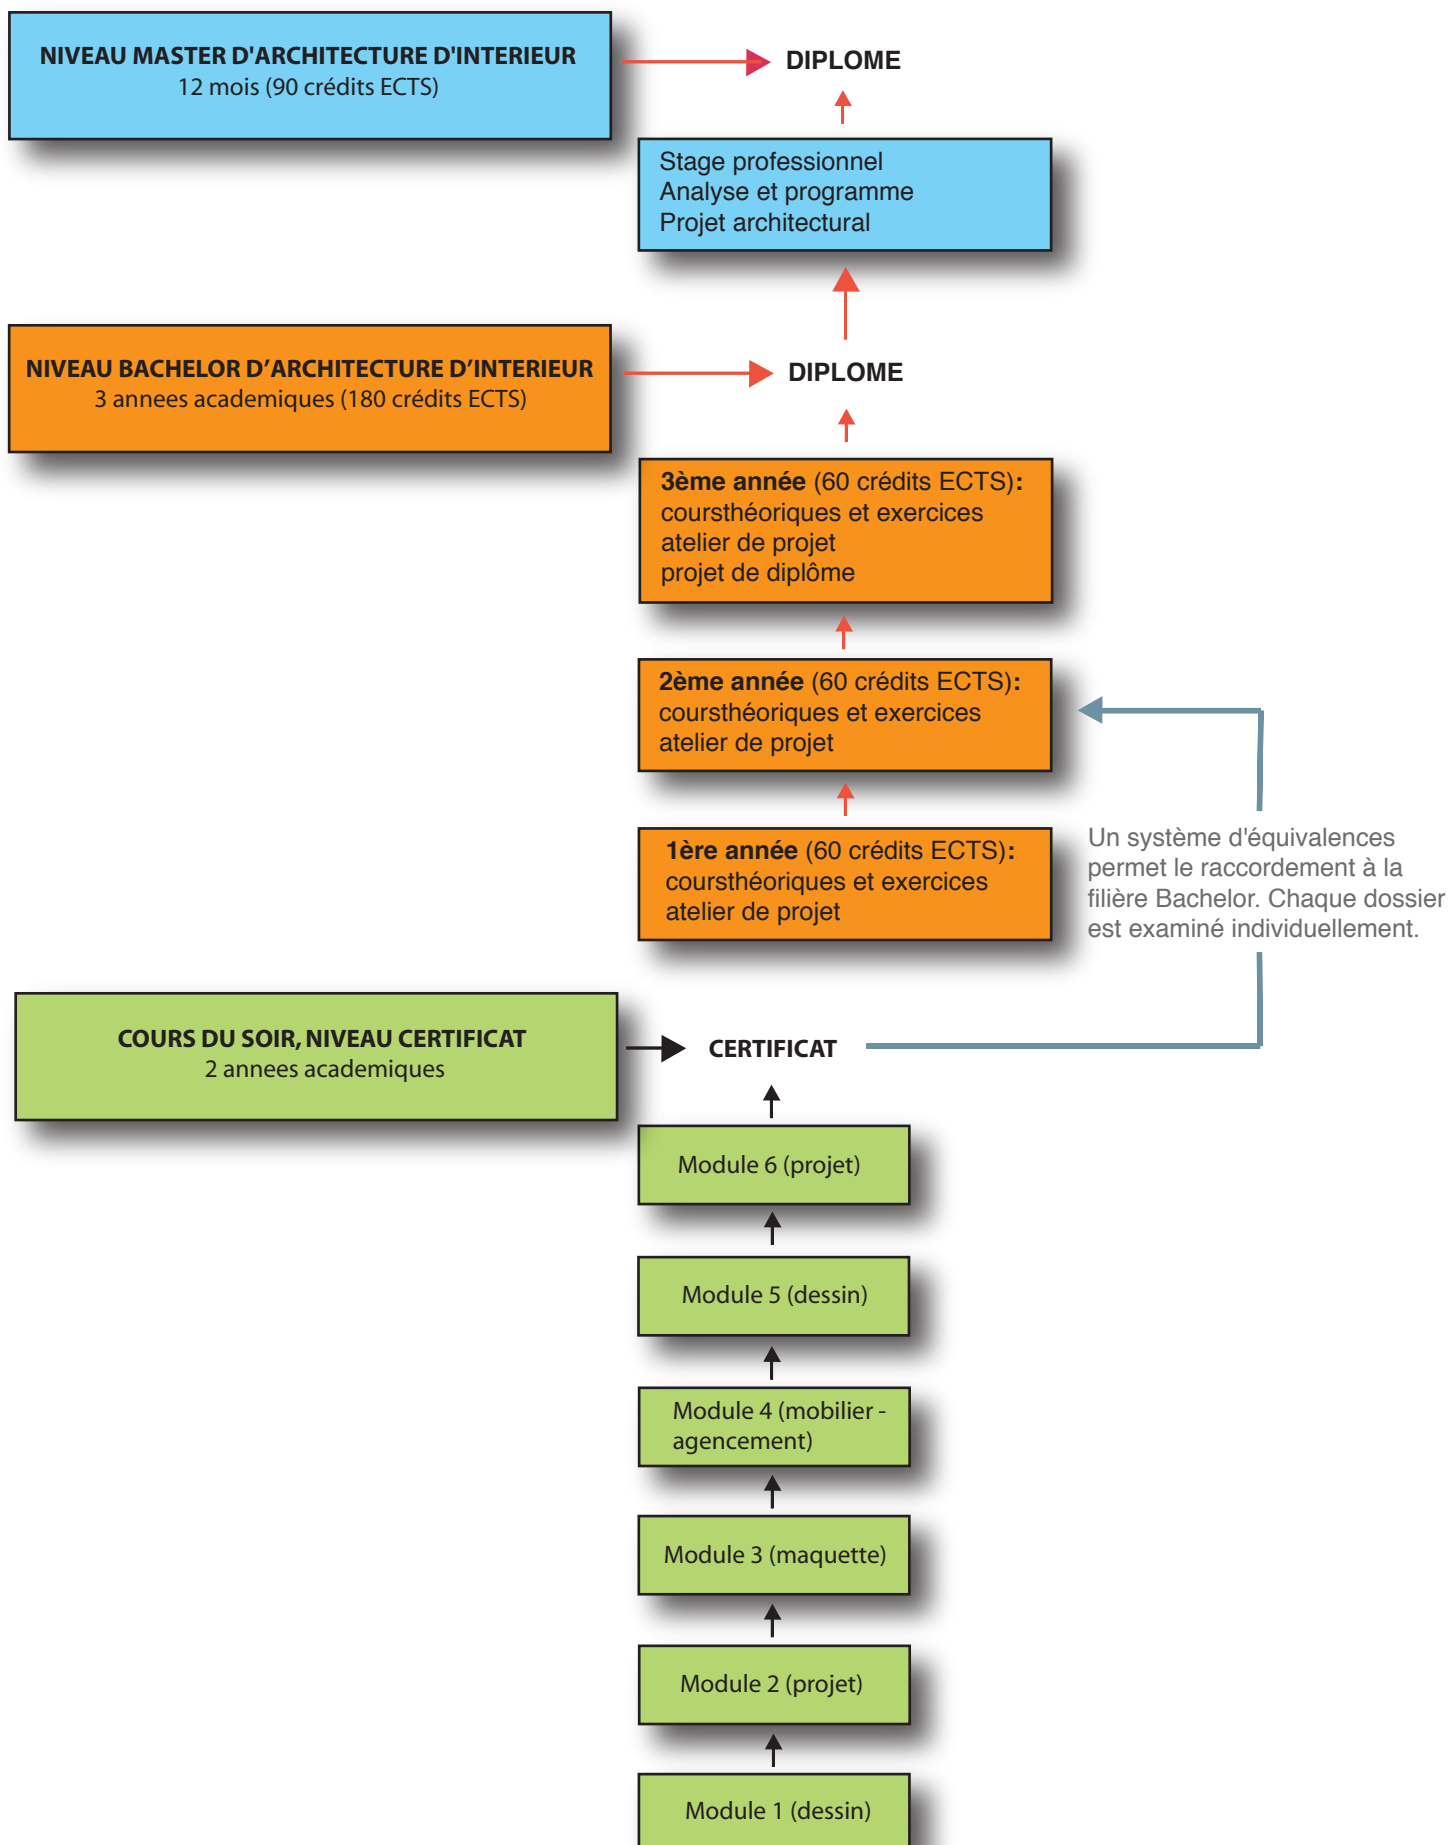 NIVEAU MASTER D'ARCHITECTURE D'INTERIEUR
12 mois (90 crédits ECTS)
DIPLOME
Stage professionnel
Analyse et programme
Projet architectural
NIVEAU BACHELOR D’ARCHITECTURE D’INTERIEUR
3 annees academiques (180 crédits ECTS)
DIPLOME
3ème année (60 crédits ECTS):
coursthéoriques et exercices
atelier de projet
projet de diplôme
2ème année (60 crédits ECTS):
coursthéoriques et exercices
atelier de projet
1ère année (60 crédits ECTS):
coursthéoriques et exercices
atelier de projet
Un système d'équivalences
permet le raccordement à la
filière Bachelor. Chaque dossier
est examiné individuellement.
COURS DU SOIR, NIVEAU CERTIFICAT
2 annees academiques
CERTIFICAT
Module 6 (projet)
Module 5 (dessin)
Module 4 (mobilier -
agencement)
Module 3 (maquette)
Module 2 (projet)
Module 1 (dessin)